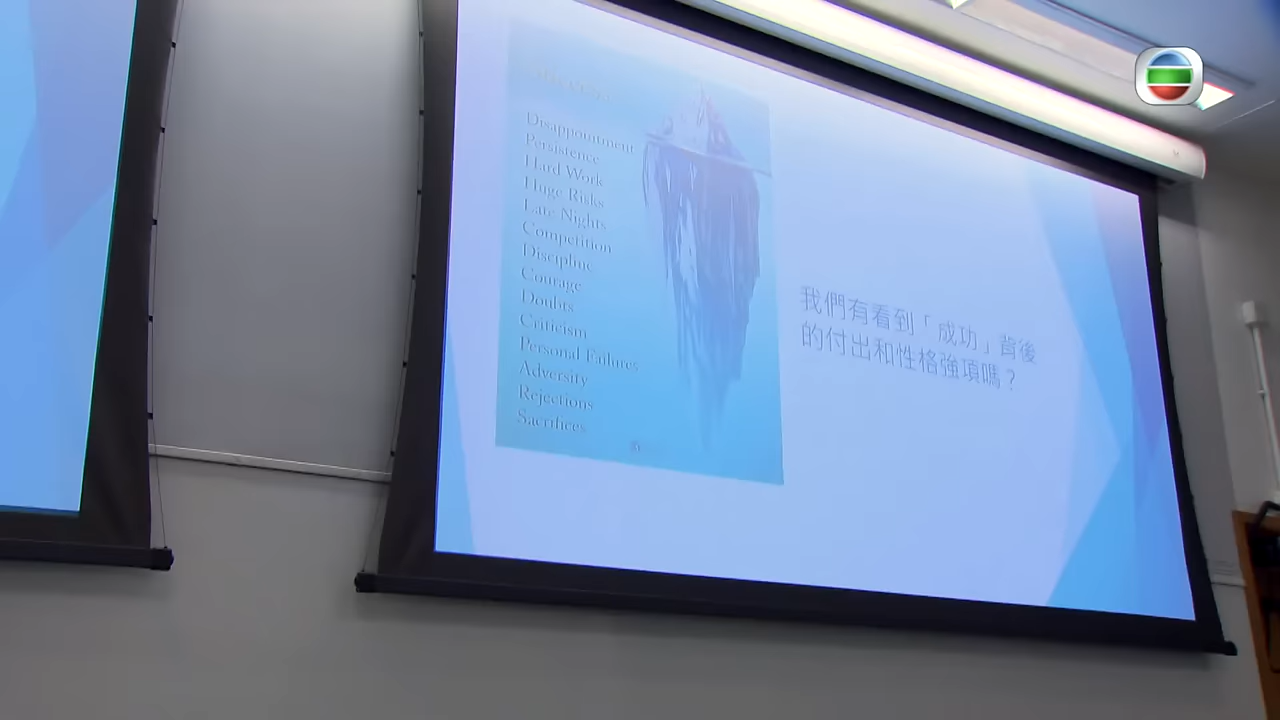 Disappointment
Persistence
Hard Work
Huge Risks
Late Nights
Competition
Discipline
Courage
Doubts
Criticism
Personal Failures
Adversity
Rejections
Sacrifices
我們有看到「成功」背後
的付出和性格強項嗎？